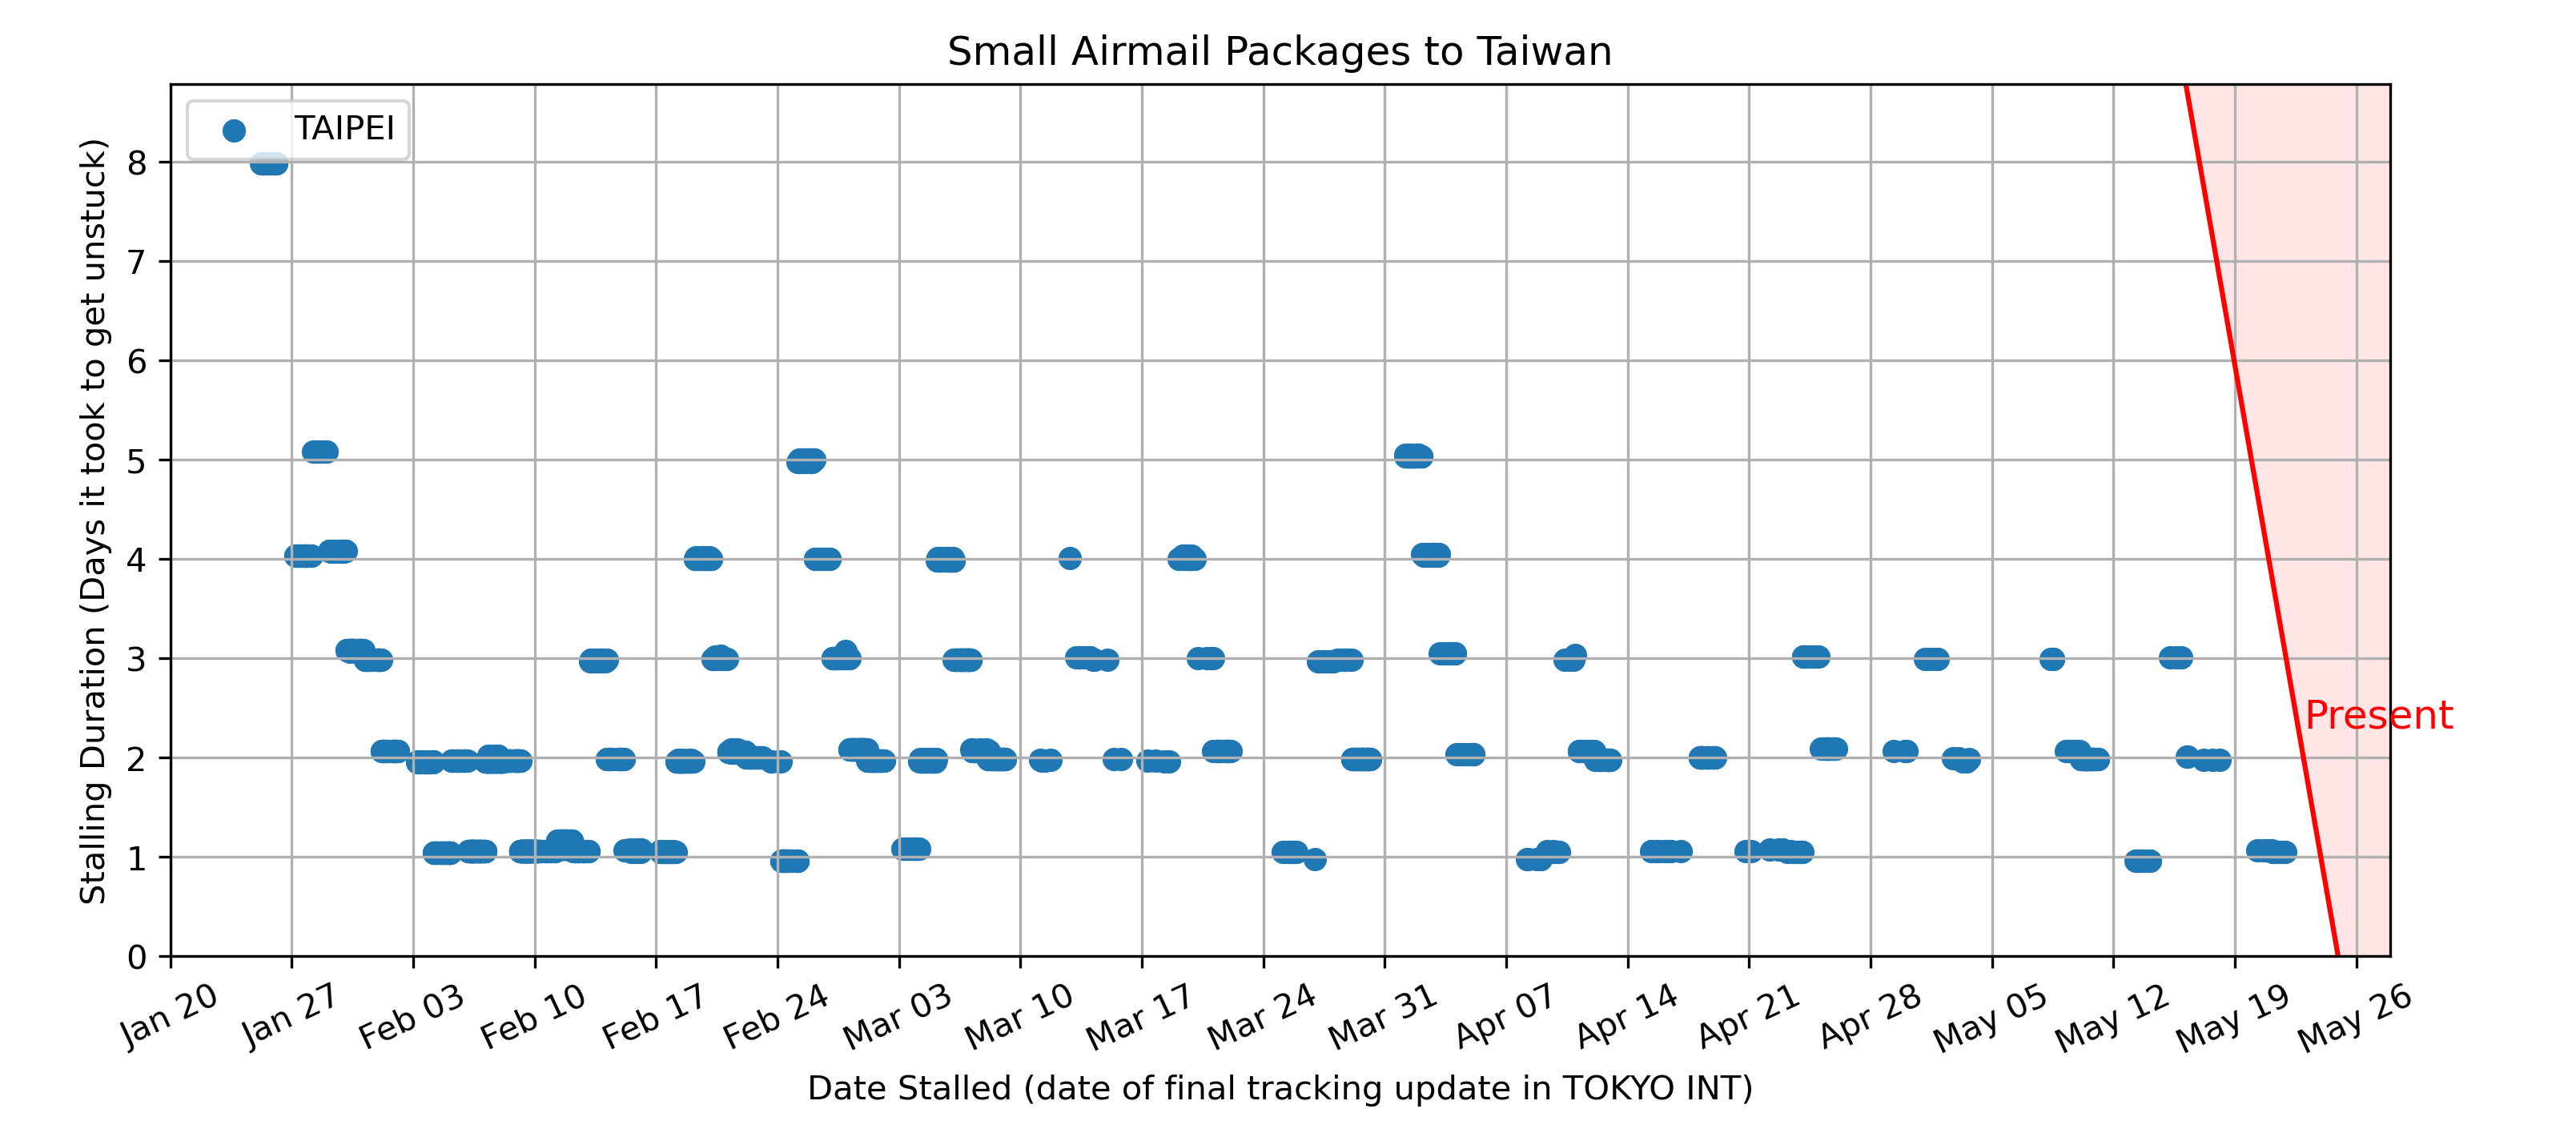 Small Airmail Packages to Taiwan
TAIPEI
Stalling Duration (Days it took to get unstuck)
8
7
6
5
4
3
2
1
0
Present
Jan 20
Jan 27
Feb 03
Feb 10
Feb 17
Feb 24
Mar 03
Mar 10
Mar 17
Mar 24
Mar 31
Apr 07
Apr 14
Apr 21
Apr 28
May 05
May 12
May 19
May 26
Date Stalled (date of final tracking update in TOKYO INT)